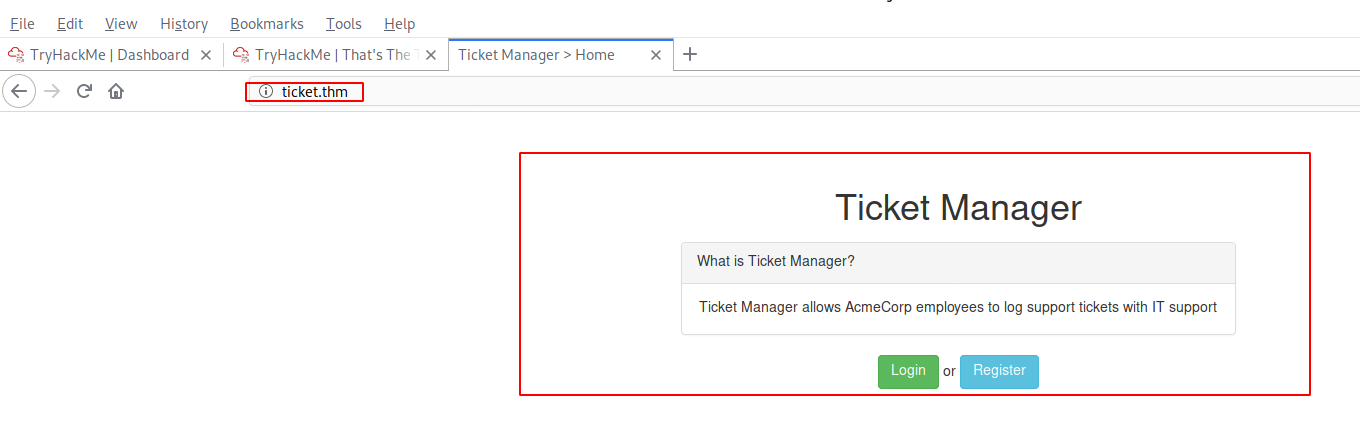 File Edit View History Bookmarks Tools Help
TryHackMe | Dashboard TryHackMe | That's The Ticket Manager > Home
ticket.thm
Ticket Manager
What is Ticket Manager?
Ticket Manager allows AcmeCorp employees to log support tickets with IT support
Login or Register